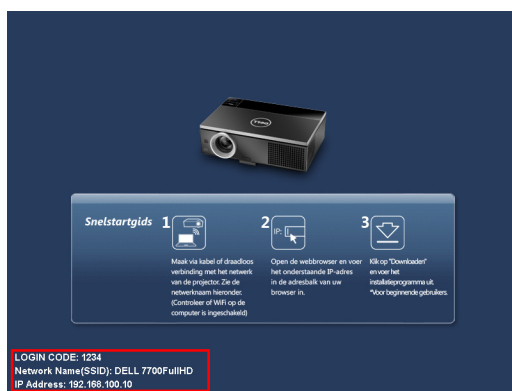 DELL
Snelstartgids
1
Maak via kabel of draadloos
verbinding met het netwerk
van de projector. Zie de
netwerknaam hieronder.
(Controleer of WiFi op de
computer is ingeschakeld)
2
IP:
Open de webbrowser en voer
het onderstaande IP-adres
in de adresbalk van uw
browser in.
3
Klik op "Downloaden"
en voer het
installatieprogramma uit.
*Voor beginnende gebruikers.
LOGIN CODE: 1234
Network Name(SSID): DELL 7700FullHD
IP Address: 192.168.100.10